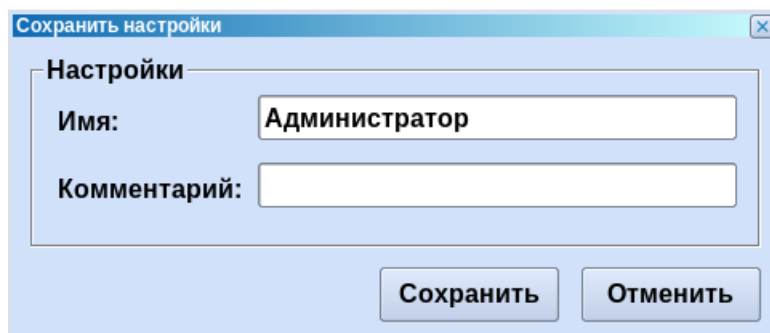 Сохранить настройки
Настройки
Имя: Администратор
Комментарий:
Сохранить Отменить